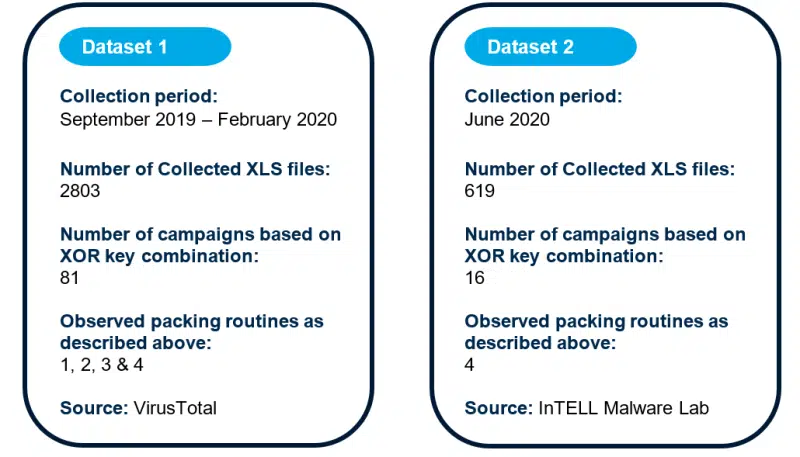 Dataset 1
Collection period:
September 2019 – February 2020
Number of Collected XLS files:
2803
Number of campaigns based on
XOR key combination:
81
Observed packing routines as
described above:
1, 2, 3 & 4
Source: VirusTotal
Dataset 2
Collection period:
June 2020
Number of Collected XLS files:
619
Number of campaigns based on
XOR key combination:
16
Observed packing routines as
described above:
4
Source: InTELL Malware Lab